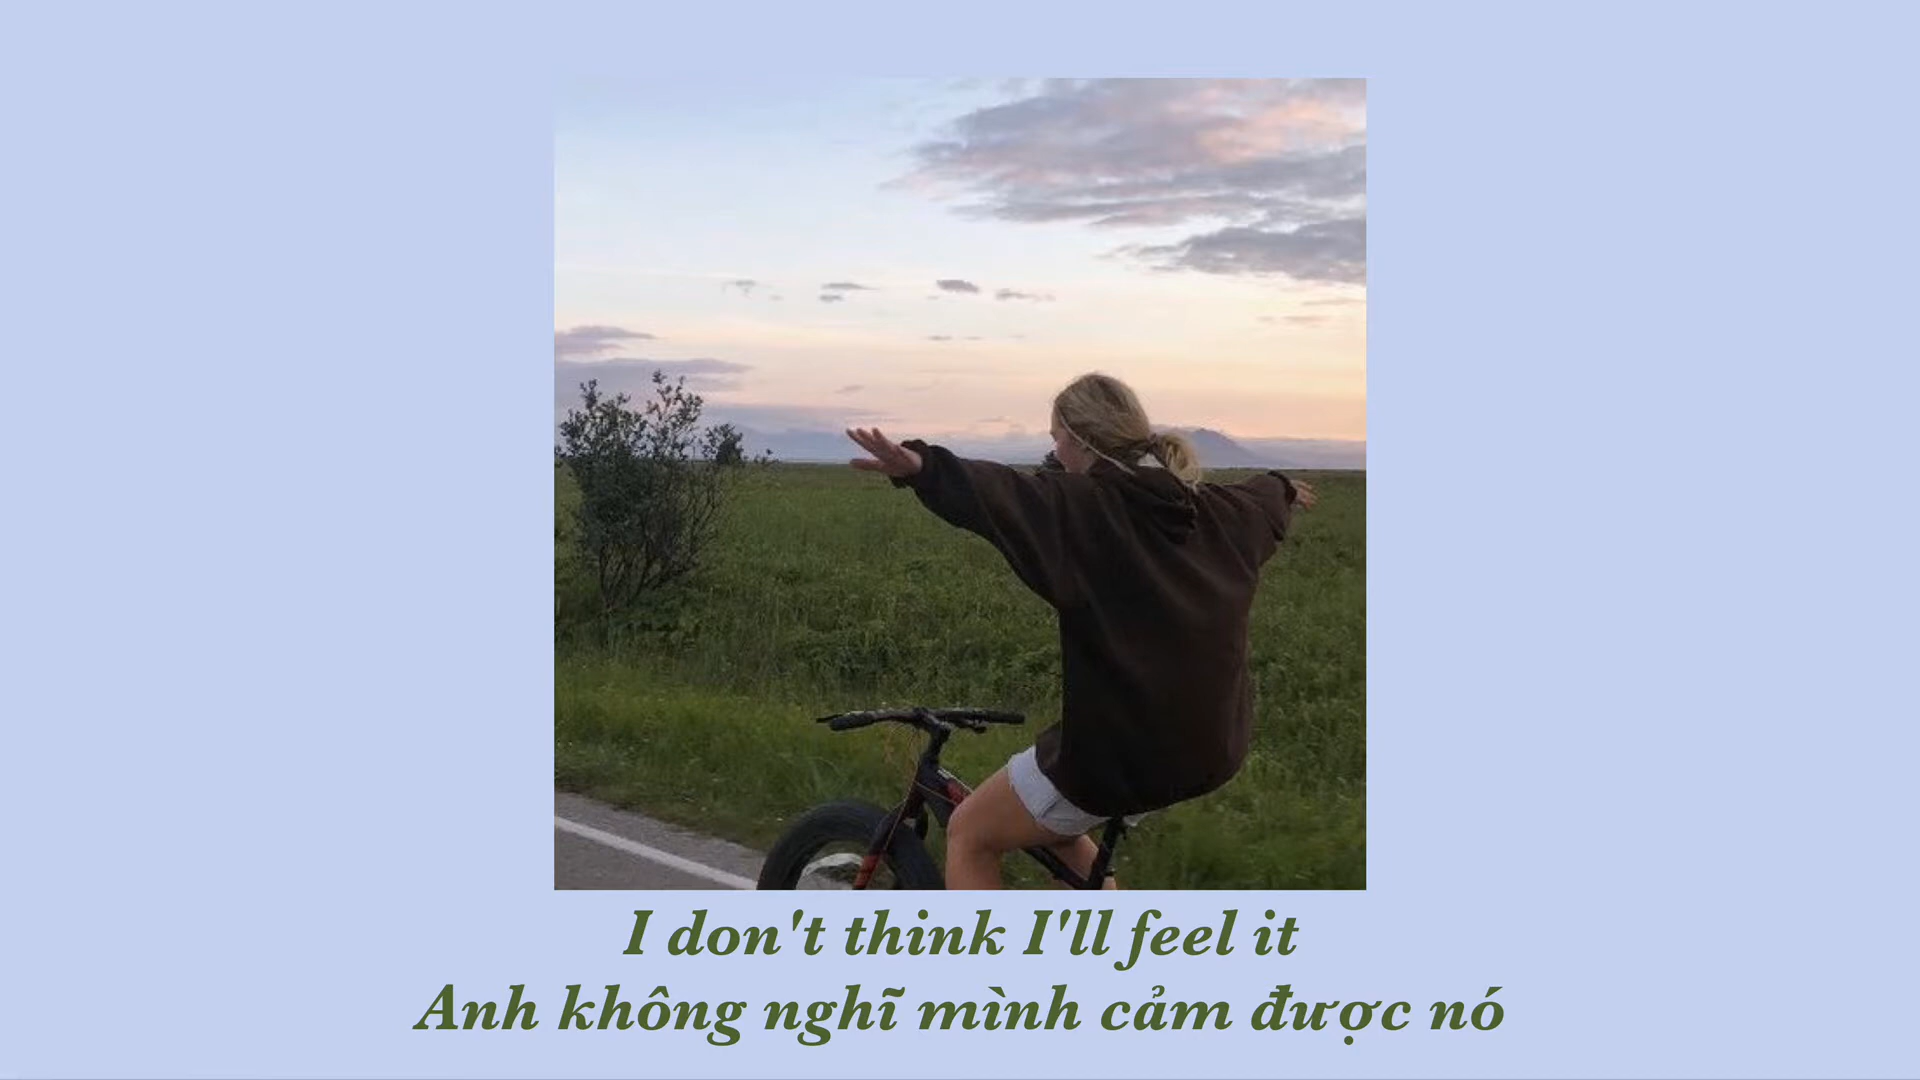 I don't think I'll feel it
Anh không nghĩ mình cảm được nó